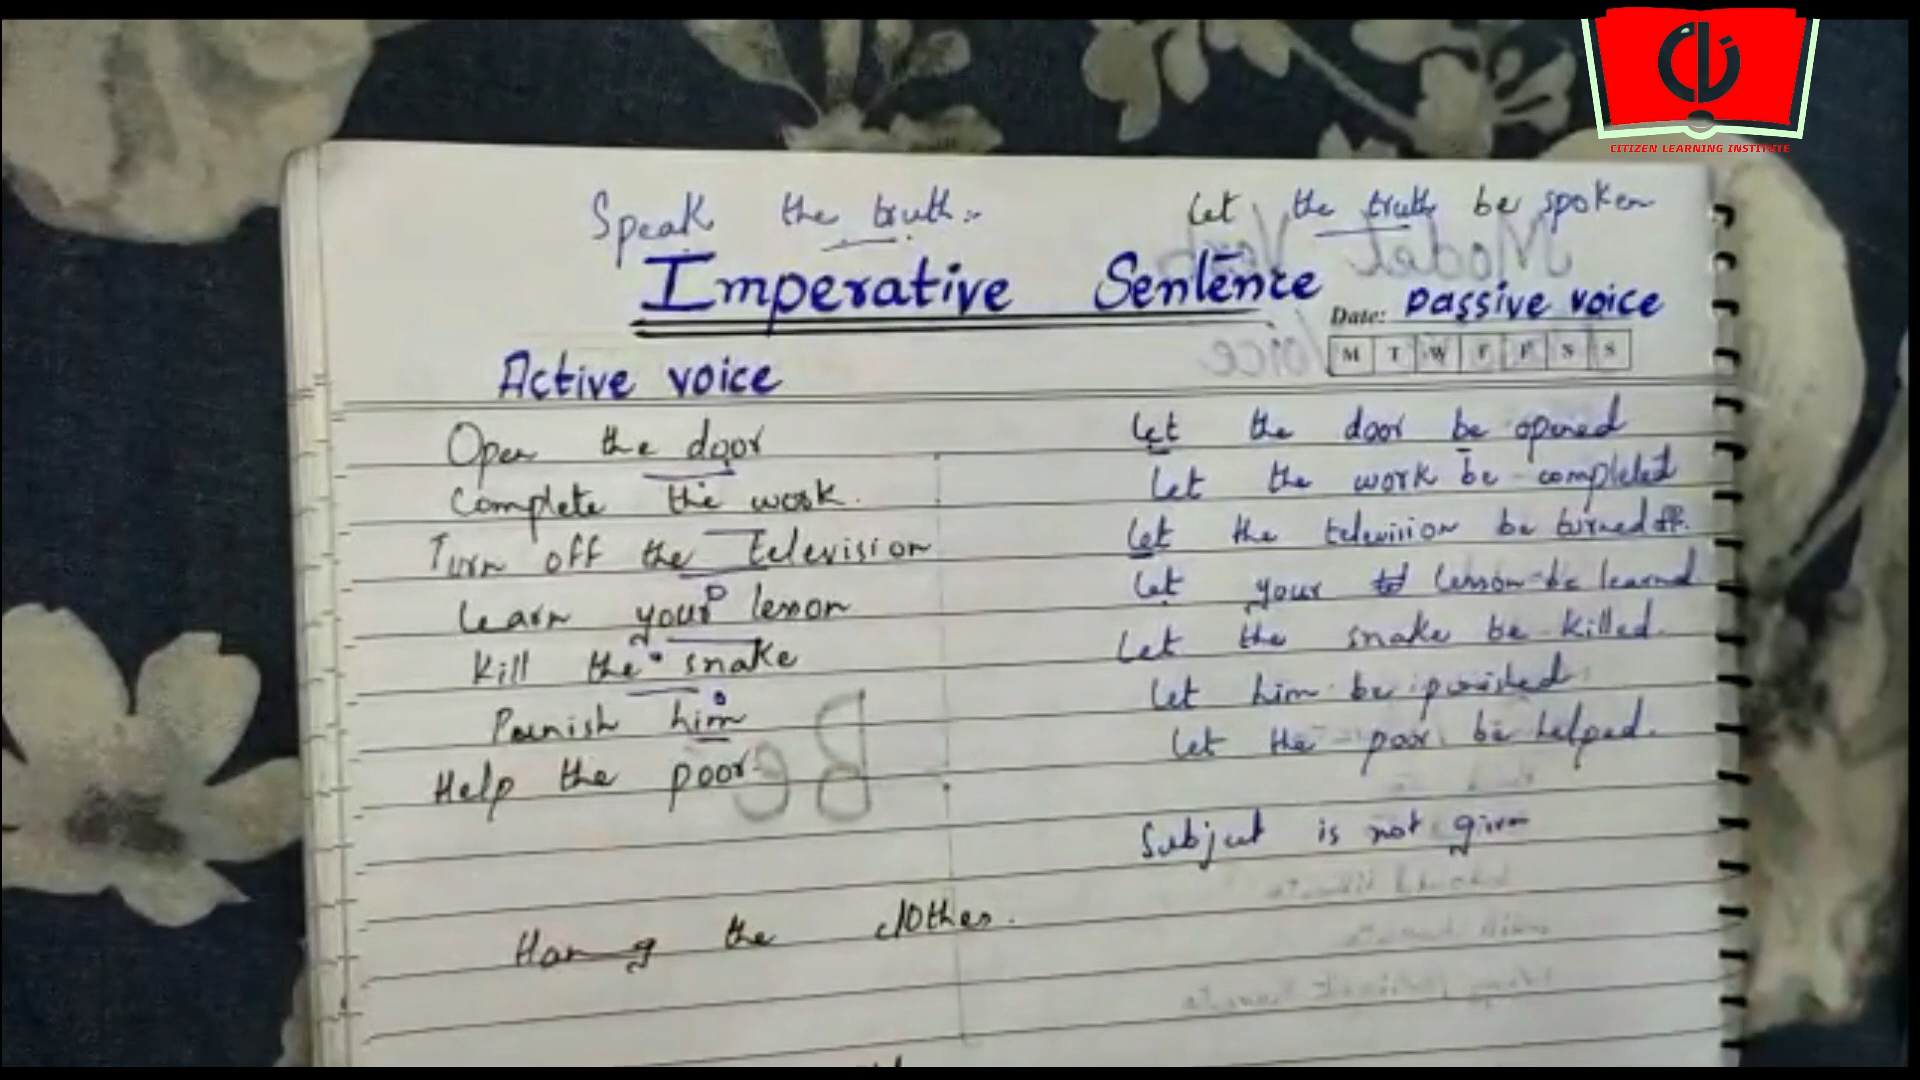 CITIZEN LEARNING INSTITUTE
Speak the truth. Let the truth be spoken
Imperative Sentence
Date: Passive voice
M T W T F S S
Active voice
Open the door Let the door be opened
Complete the work. Let the work be completed
Turn off the television Let the television be turned off.
Learn your lesson Let your lesson be learned
Kill the snake Let the snake be killed.
Punish him Let him be punished
Help the poor Let the poor be helped.
Subject is not given
Hang the clothes.